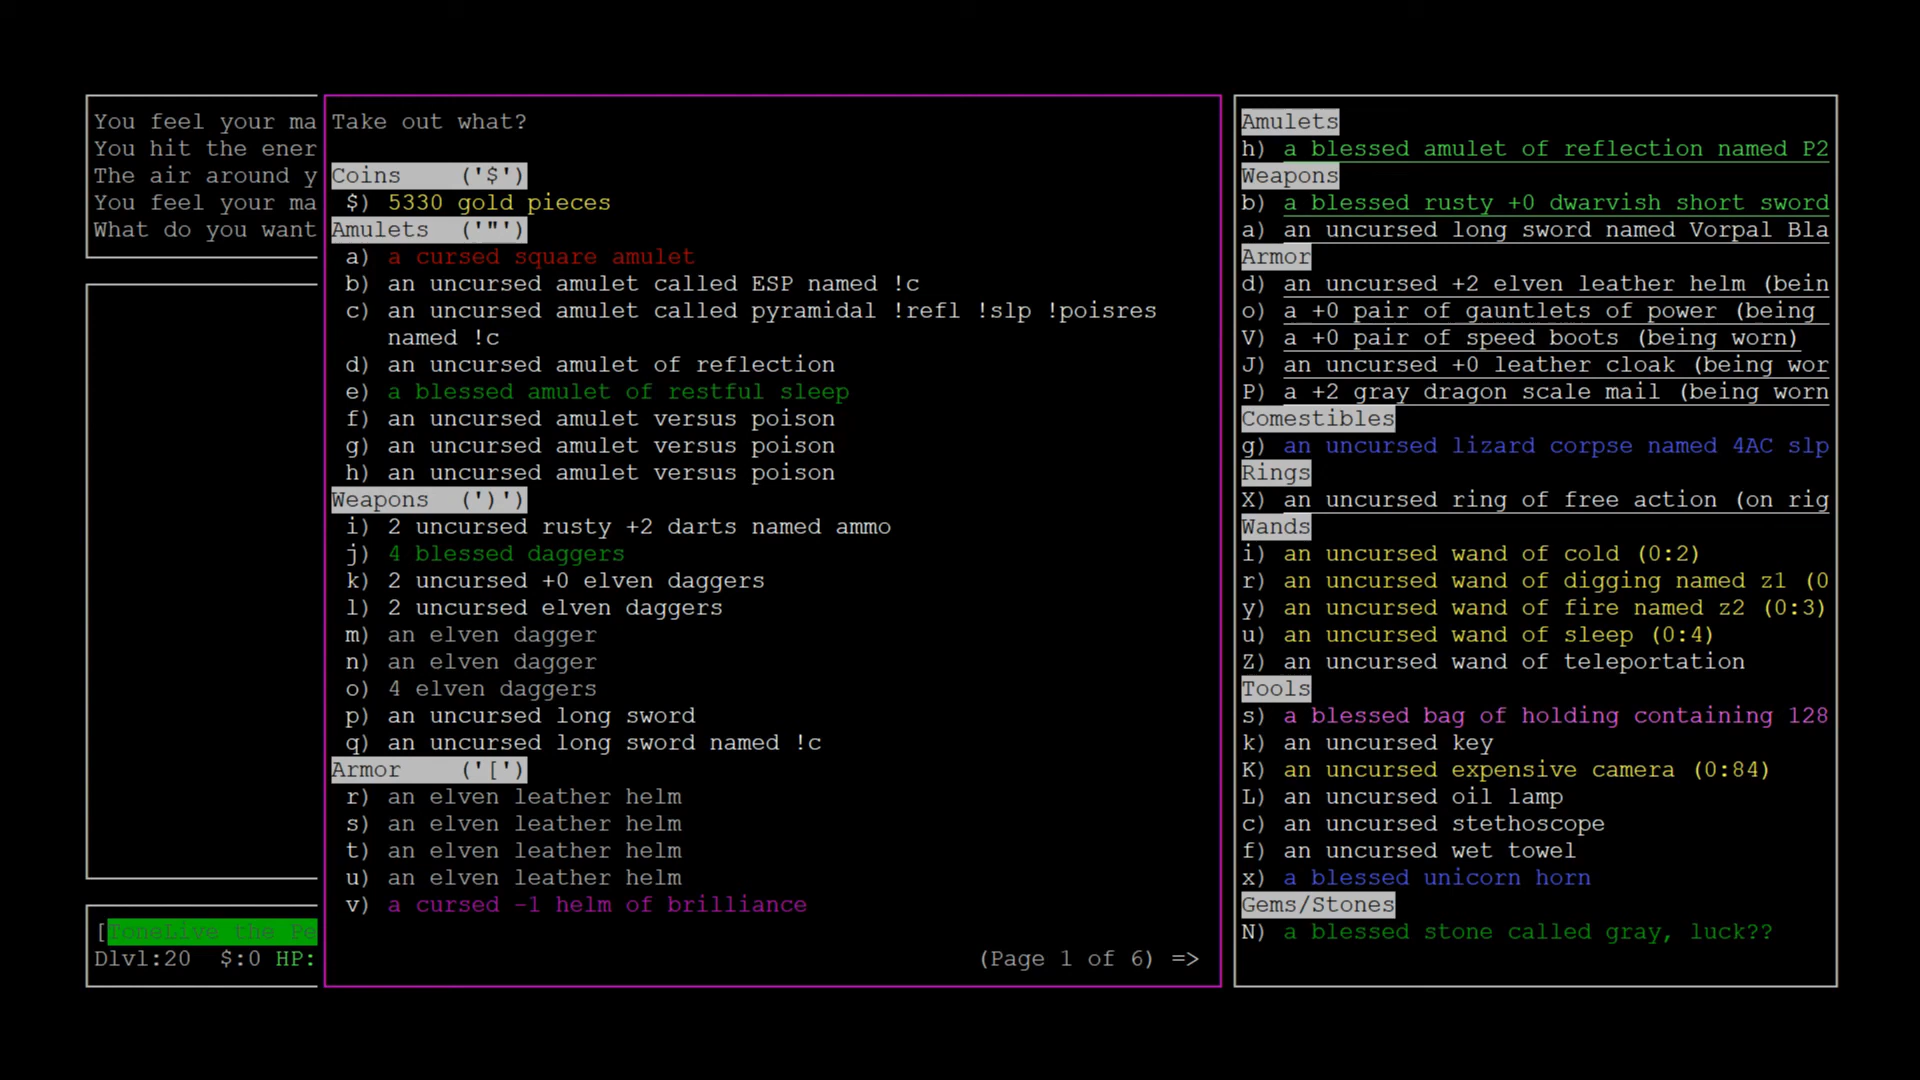 You feel your ma
You hit the ener
The air around y
You feel your ma
What do you want
[ToneLive the Pe
Dlvl:20 $:0 HP:
Take out what?
Coins ('$')
$) 5330 gold pieces
Amulets ('"')
a) a cursed square amulet
b) an uncursed amulet called ESP named !c
c) an uncursed amulet called pyramidal !refl !slp !poisres
named !c
d) an uncursed amulet of reflection
e) a blessed amulet of restful sleep
f) an uncursed amulet versus poison
g) an uncursed amulet versus poison
h) an uncursed amulet versus poison
Weapons (')')
i) 2 uncursed rusty +2 darts named ammo
j) 4 blessed daggers
k) 2 uncursed +0 elven daggers
l) 2 uncursed elven daggers
m) an elven dagger
n) an elven dagger
o) 4 elven daggers
p) an uncursed long sword
q) an uncursed long sword named !c
Armor ('[')
r) an elven leather helm
s) an elven leather helm
t) an elven leather helm
u) an elven leather helm
v) a cursed -1 helm of brilliance
(Page 1 of 6) =>
Amulets
h) a blessed amulet of reflection named P2
Weapons
b) a blessed rusty +0 dwarvish short sword
a) an uncursed long sword named Vorpal Bla
Armor
d) an uncursed +2 elven leather helm (bein
o) a +0 pair of gauntlets of power (being
V) a +0 pair of speed boots (being worn)
J) an uncursed +0 leather cloak (being wor
P) a +2 gray dragon scale mail (being worn
Comestibles
g) an uncursed lizard corpse named 4AC slp
Rings
X) an uncursed ring of free action (on rig
Wands
i) an uncursed wand of cold (0:2)
r) an uncursed wand of digging named z1 (0
y) an uncursed wand of fire named z2 (0:3)
u) an uncursed wand of sleep (0:4)
Z) an uncursed wand of teleportation
Tools
s) a blessed bag of holding containing 128
k) an uncursed key
K) an uncursed expensive camera (0:84)
L) an uncursed oil lamp
c) an uncursed stethoscope
f) an uncursed wet towel
x) a blessed unicorn horn
Gems/Stones
N) a blessed stone called gray, luck??